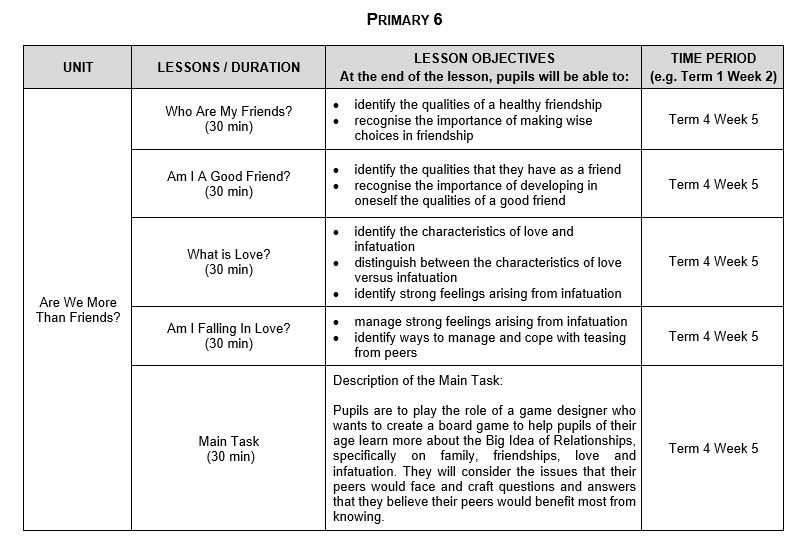 PRIMARY 6
UNIT
LESSONS / DURATION
LESSON OBJECTIVES
At the end of the lesson, pupils will be able to:
TIME PERIOD
(e.g. Term 1 Week 2)
Are We More
Than Friends?
Who Are My Friends?
(30 min)
• identify the qualities of a healthy friendship
• recognise the importance of making wise
choices in friendship
Term 4 Week 5
Am I A Good Friend?
(30 min)
• identify the qualities that they have as a friend
• recognise the importance of developing in
oneself the qualities of a good friend
Term 4 Week 5
What is Love?
(30 min)
• identify the characteristics of love and
infatuation
• distinguish between the characteristics of love
versus infatuation
• identify strong feelings arising from infatuation
Term 4 Week 5
Am I Falling In Love?
(30 min)
• manage strong feelings arising from infatuation
• identify ways to manage and cope with teasing
from peers
Term 4 Week 5
Main Task
(30 min)
Description of the Main Task:
Pupils are to play the role of a game designer who
wants to create a board game to help pupils of their
age learn more about the Big Idea of Relationships,
specifically on family, friendships, love and
infatuation. They will consider the issues that their
peers would face and craft questions and answers
that they believe their peers would benefit most from
knowing.
Term 4 Week 5